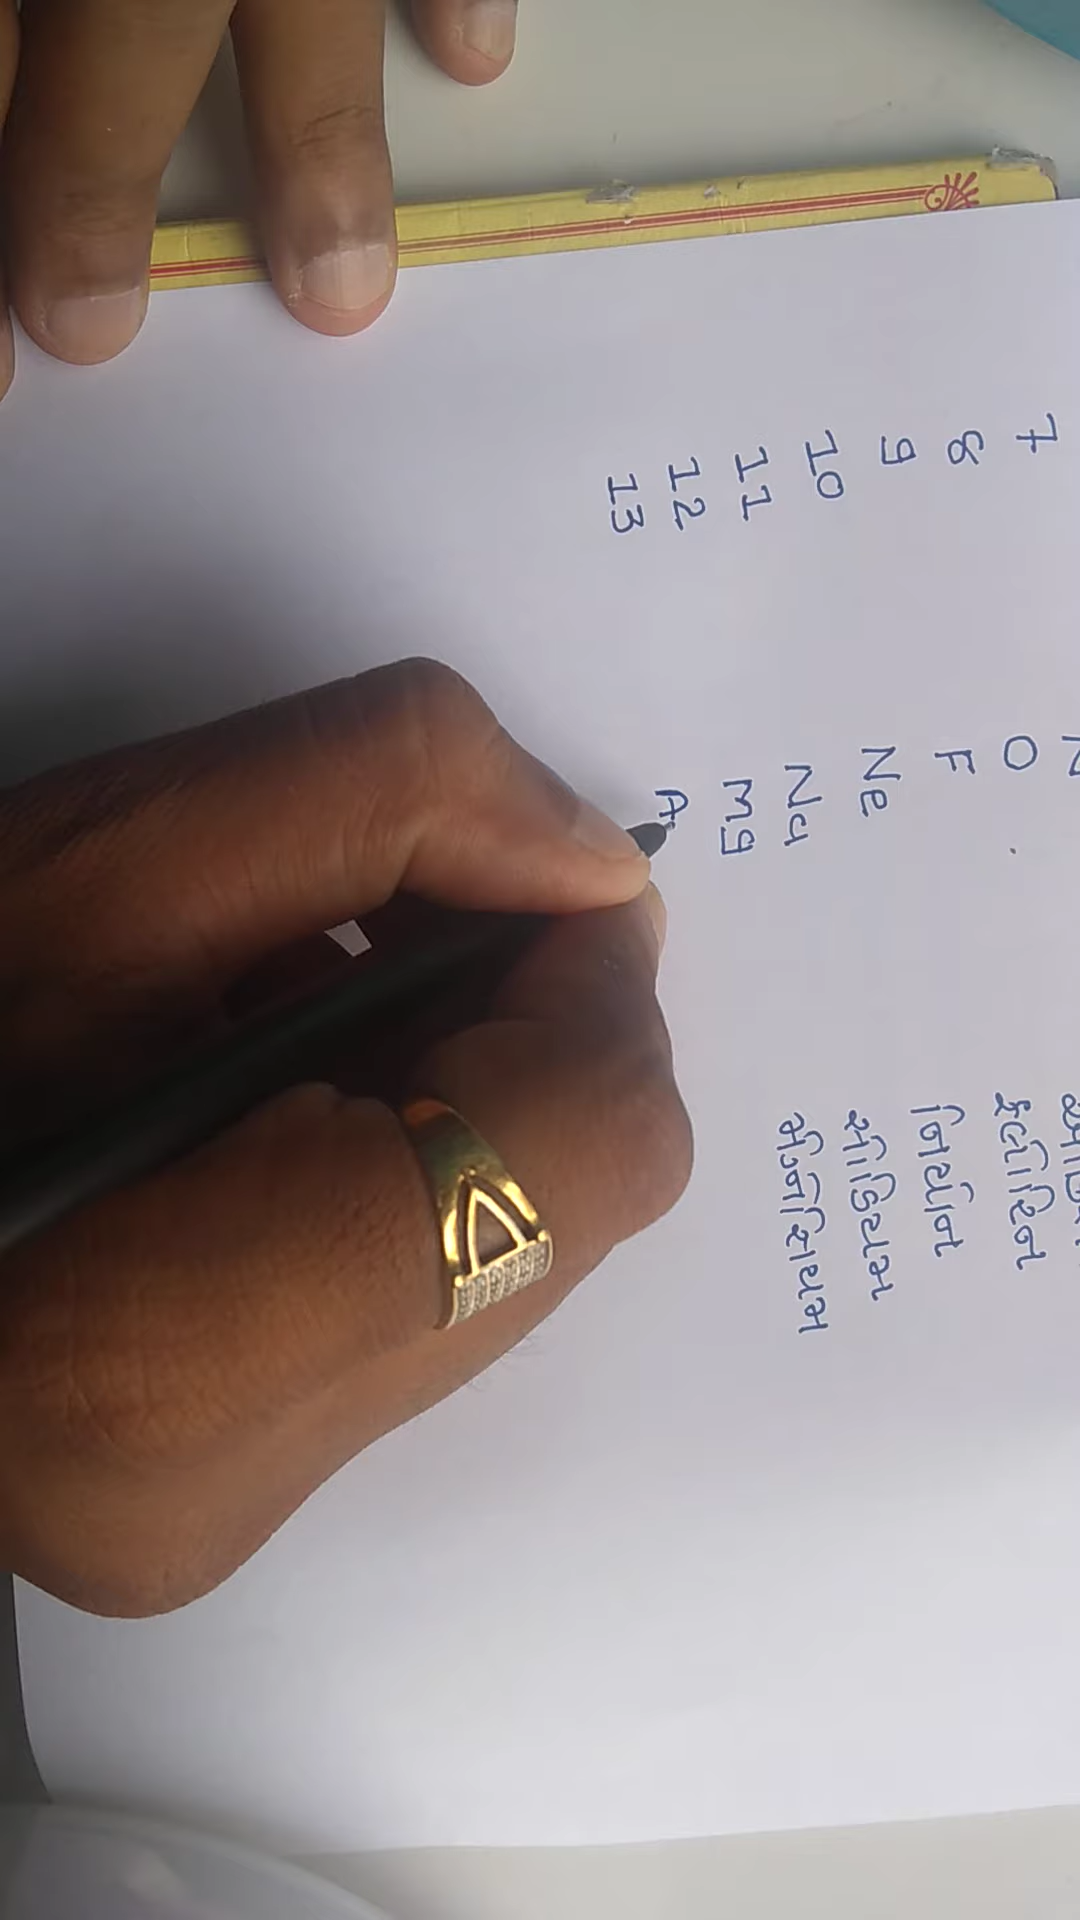 7 N
8 O
9 F ફ્લોરિન
10 Ne નિયોન
11 Na સોડિયમ
12 Mg મેગ્નેશિયમ
13 A